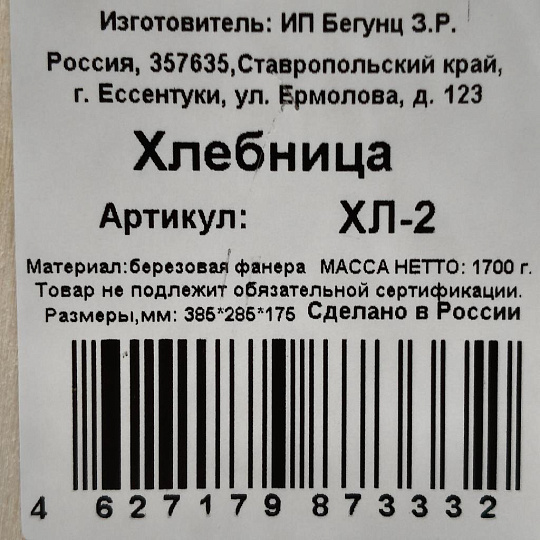 Изготовитель: ИП Бегунц З.Р.
Россия, 357635,Ставропольский край,
г. Ессентуки, ул. Ермолова, д. 123
Хлебница
Артикул: ХЛ-2
Материал:березовая фанера МАССА НЕТТО: 1700 г.
Товар не подлежит обязательной сертификации.
Размеры,мм: 385*285*175 Сделано в России
4 627179 873332